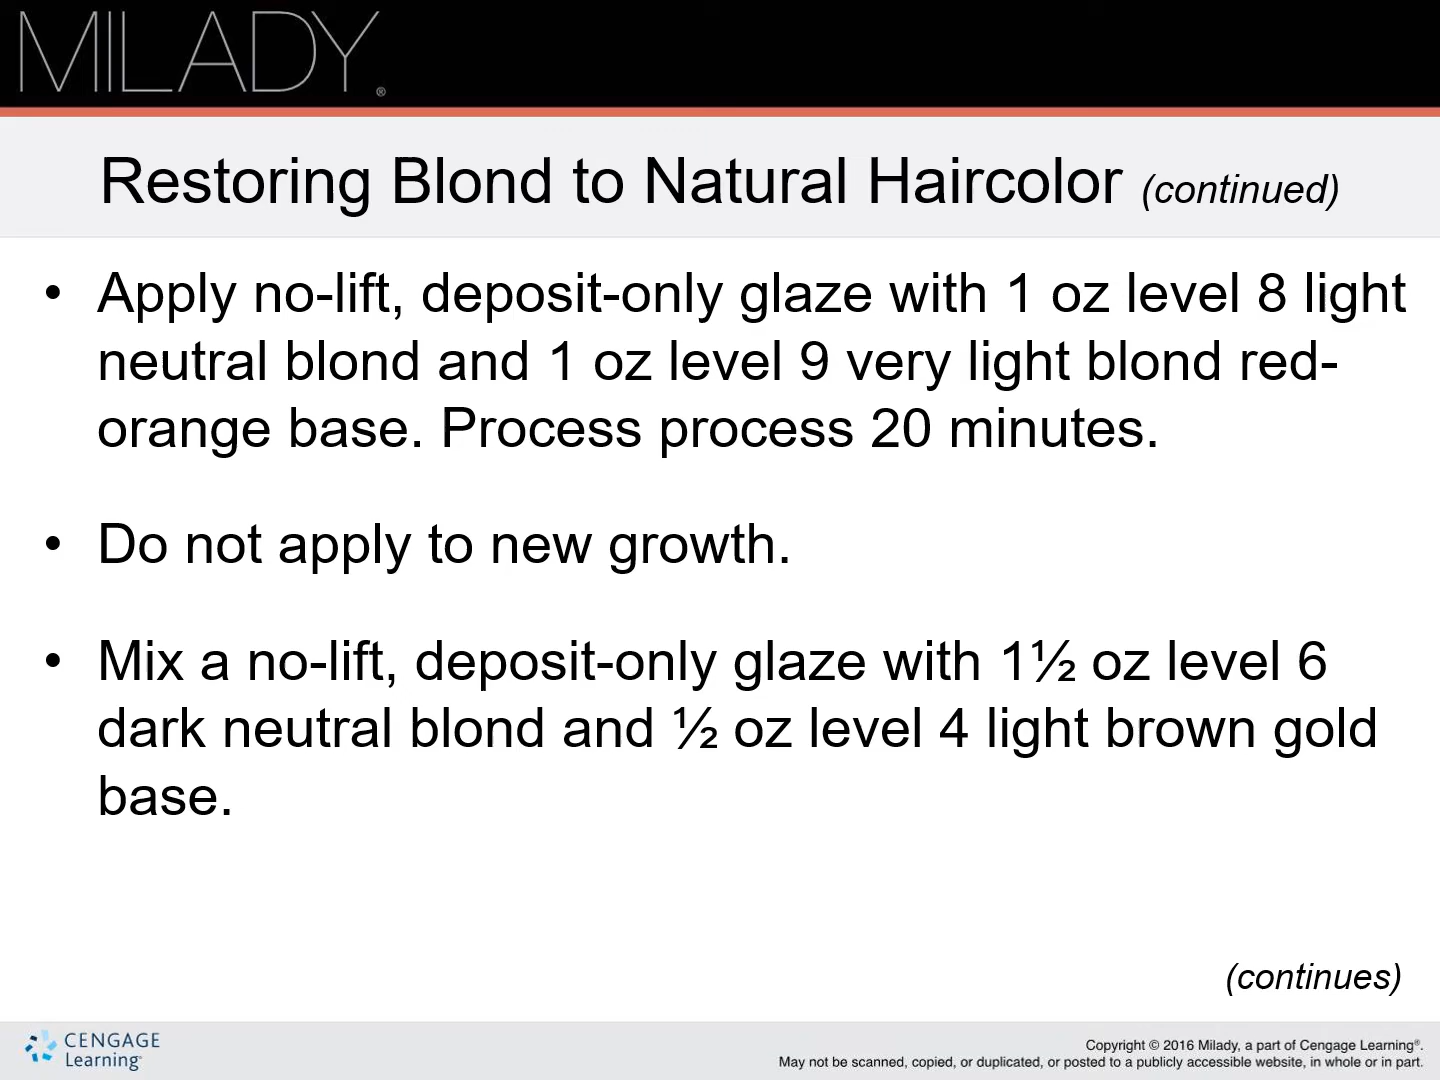 MILADY®
Restoring Blond to Natural Haircolor (continued)
• Apply no-lift, deposit-only glaze with 1 oz level 8 light
neutral blond and 1 oz level 9 very light blond red-
orange base. Process process 20 minutes.
• Do not apply to new growth.
• Mix a no-lift, deposit-only glaze with 1½ oz level 6
dark neutral blond and ½ oz level 4 light brown gold
base.
(continues)
CENGAGE
Learning®
Copyright © 2016 Milady, a part of Cengage Learning®.
May not be scanned, copied, or duplicated, or posted to a publicly accessible website, in whole or in part.